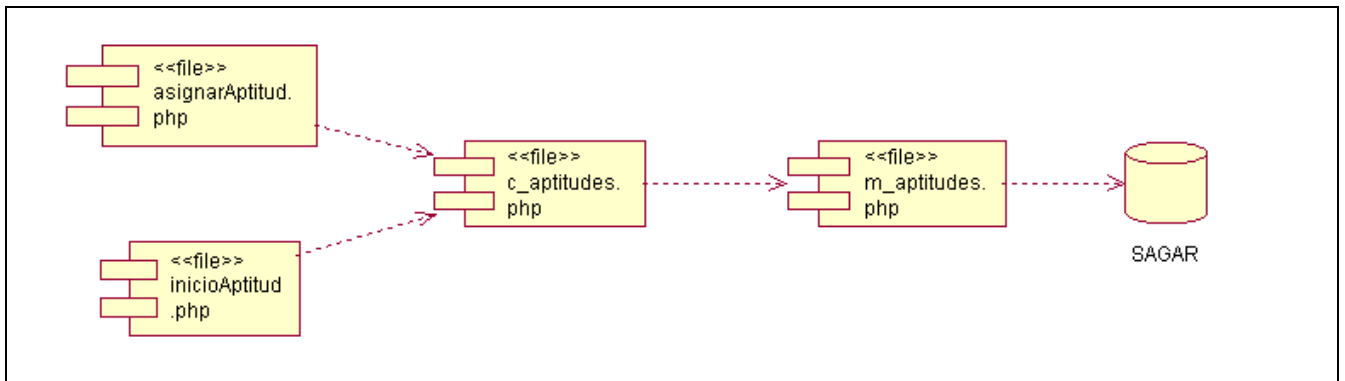 <<file>>
asignarAptitud.
php
<<file>>
c_aptitudes.
php
<<file>>
m_aptitudes.
php
SAGAR
<<file>>
inicioAptitud
.php